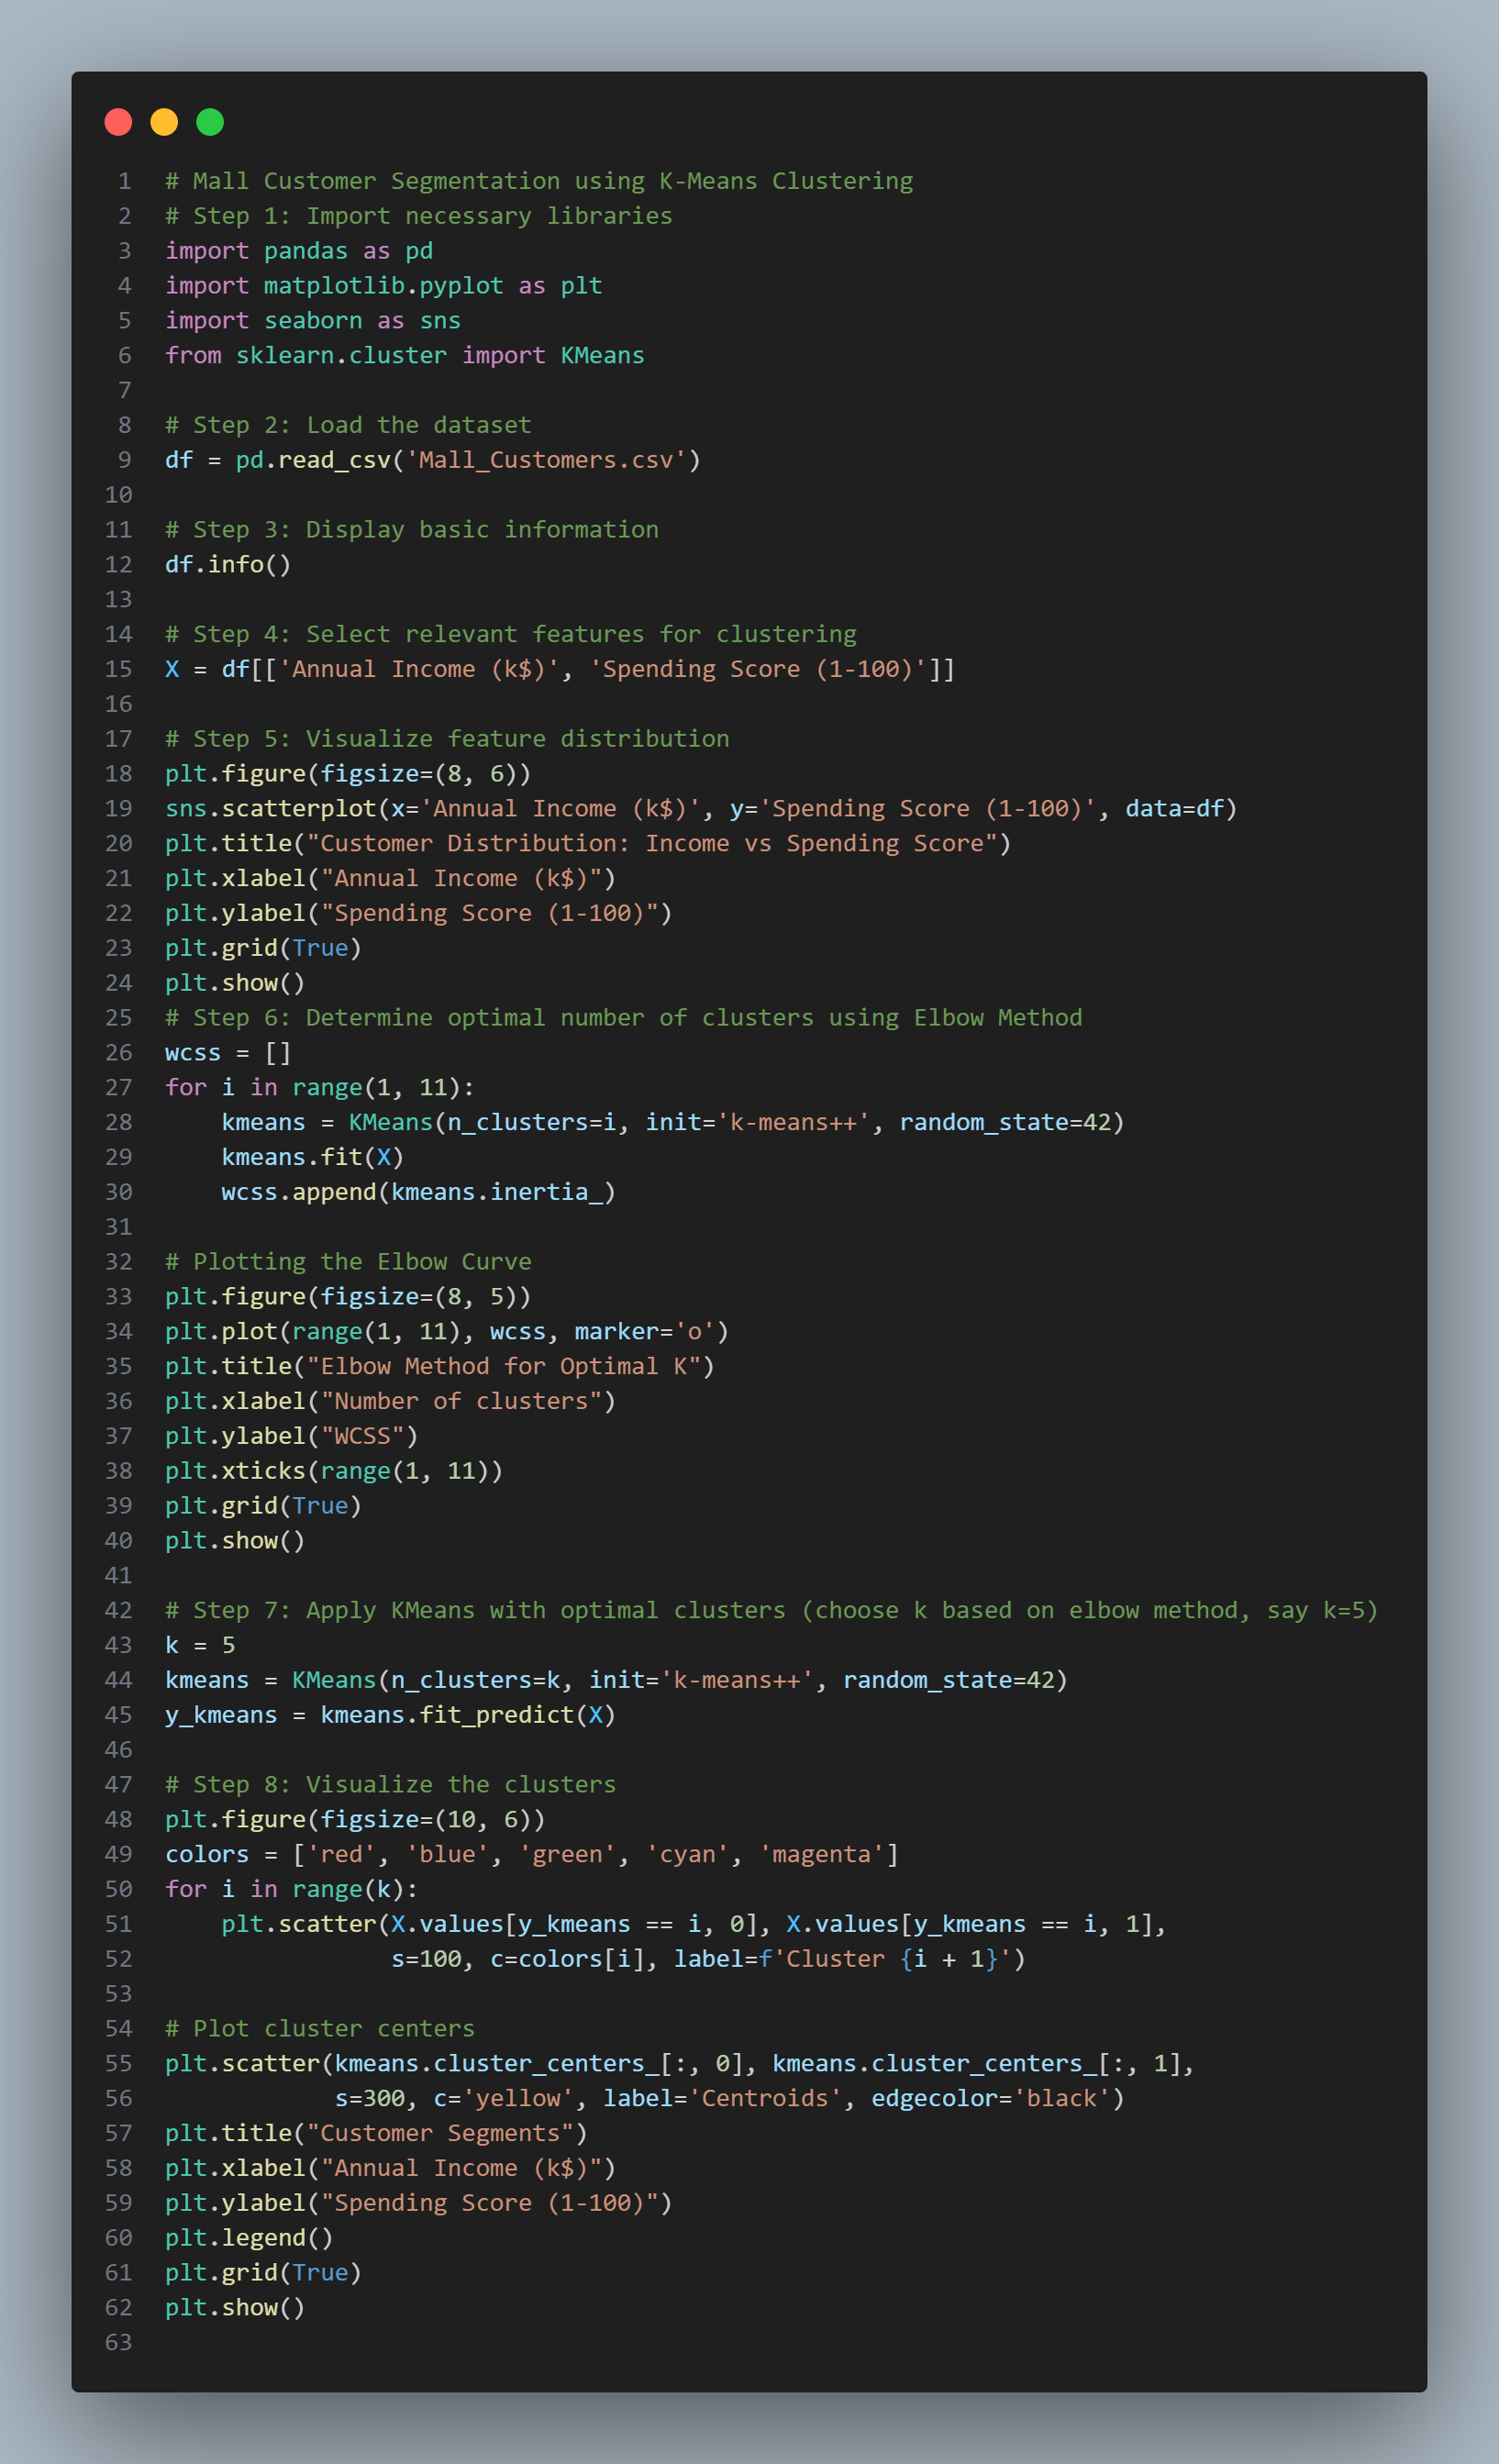 1 # Mall Customer Segmentation using K-Means Clustering
2 # Step 1: Import necessary libraries
3 import pandas as pd
4 import matplotlib.pyplot as plt
5 import seaborn as sns
6 from sklearn.cluster import KMeans
7
8 # Step 2: Load the dataset
9 df = pd.read_csv('Mall_Customers.csv')
10
11 # Step 3: Display basic information
12 df.info()
13
14 # Step 4: Select relevant features for clustering
15 X = df[['Annual Income (k$)', 'Spending Score (1-100)']]
16
17 # Step 5: Visualize feature distribution
18 plt.figure(figsize=(8, 6))
19 sns.scatterplot(x='Annual Income (k$)', y='Spending Score (1-100)', data=df)
20 plt.title("Customer Distribution: Income vs Spending Score")
21 plt.xlabel("Annual Income (k$)")
22 plt.ylabel("Spending Score (1-100)")
23 plt.grid(True)
24 plt.show()
25 # Step 6: Determine optimal number of clusters using Elbow Method
26 wcss = []
27 for i in range(1, 11):
28     kmeans = KMeans(n_clusters=i, init='k-means++', random_state=42)
29     kmeans.fit(X)
30     wcss.append(kmeans.inertia_)
31
32 # Plotting the Elbow Curve
33 plt.figure(figsize=(8, 5))
34 plt.plot(range(1, 11), wcss, marker='o')
35 plt.title("Elbow Method for Optimal K")
36 plt.xlabel("Number of clusters")
37 plt.ylabel("WCSS")
38 plt.xticks(range(1, 11))
39 plt.grid(True)
40 plt.show()
41
42 # Step 7: Apply KMeans with optimal clusters (choose k based on elbow method, say k=5)
43 k = 5
44 kmeans = KMeans(n_clusters=k, init='k-means++', random_state=42)
45 y_kmeans = kmeans.fit_predict(X)
46
47 # Step 8: Visualize the clusters
48 plt.figure(figsize=(10, 6))
49 colors = ['red', 'blue', 'green', 'cyan', 'magenta']
50 for i in range(k):
51     plt.scatter(X.values[y_kmeans == i, 0], X.values[y_kmeans == i, 1],
52                 s=100, c=colors[i], label=f'Cluster {i + 1}')
53
54 # Plot cluster centers
55 plt.scatter(kmeans.cluster_centers_[:, 0], kmeans.cluster_centers_[:, 1],
56             s=300, c='yellow', label='Centroids', edgecolor='black')
57 plt.title("Customer Segments")
58 plt.xlabel("Annual Income (k$)")
59 plt.ylabel("Spending Score (1-100)")
60 plt.legend()
61 plt.grid(True)
62 plt.show()
63